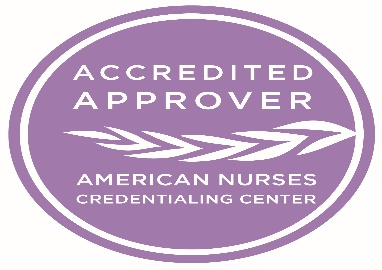 ACCREDITED
APPROVER
AMERICAN NURSES
CREDENTIALING CENTER